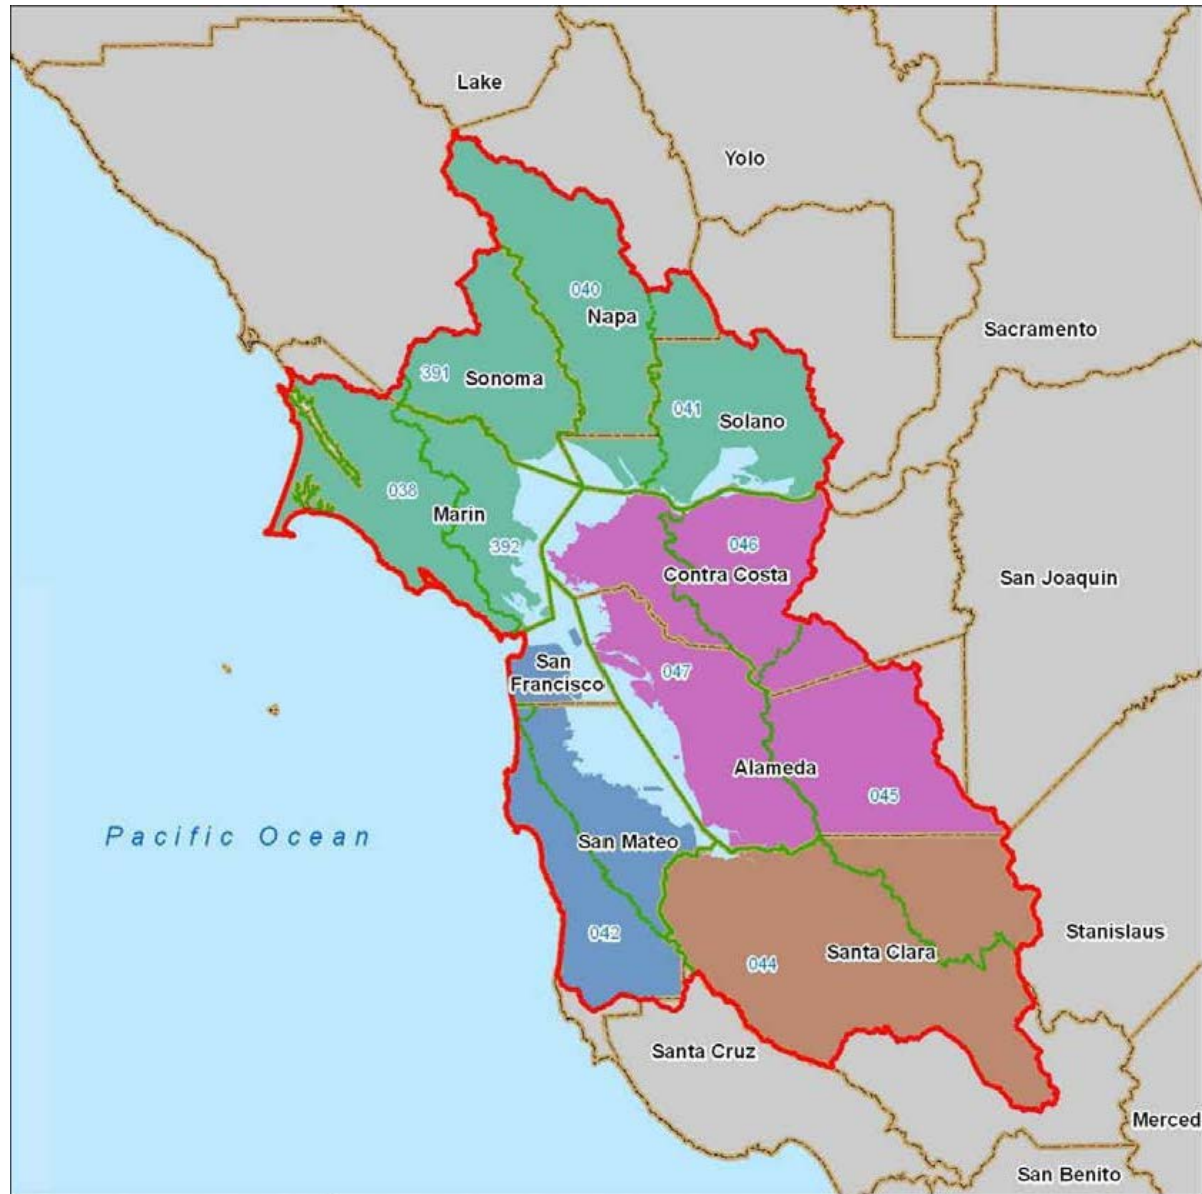 Lake
Yolo
040
Napa
Sacramento
391
Sonoma
041
Solano
038
Marin
392
046
Contra Costa
San Joaquin
San
Francisco
047
Alameda
045
Pacific Ocean
San Mateo
042
Santa Clara
Stanislaus
044
Santa Cruz
Merced
San Benito